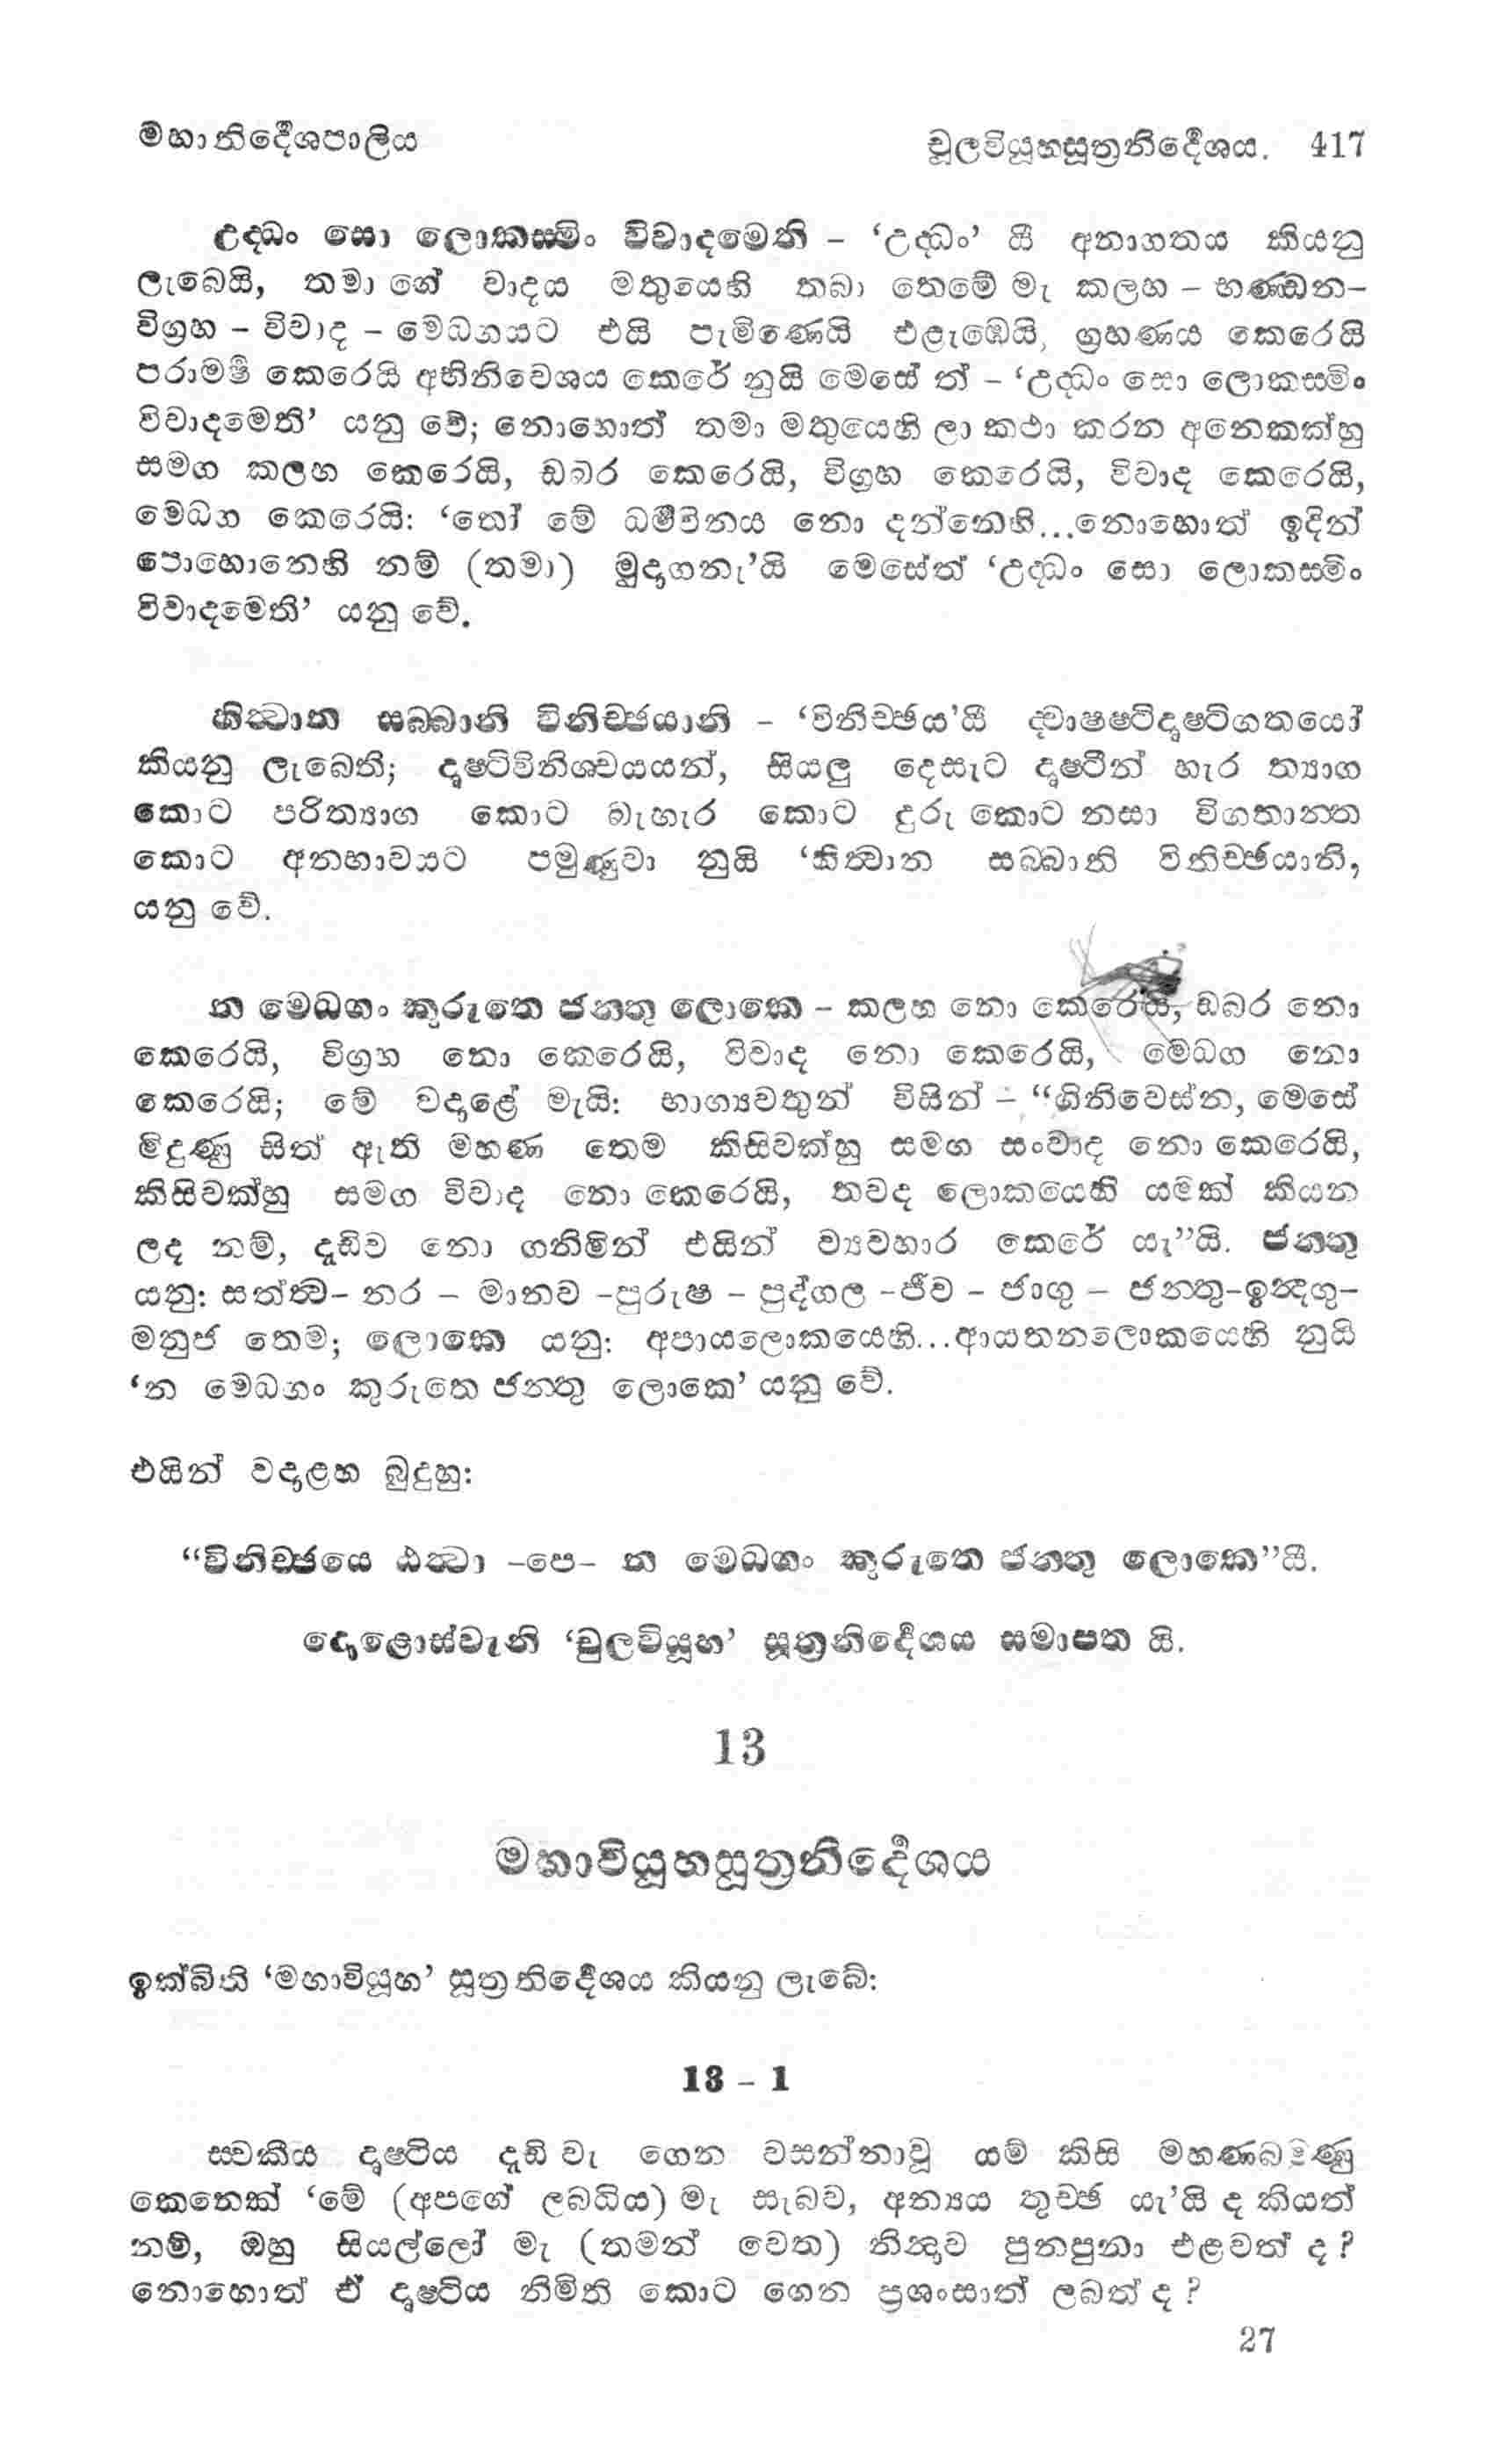 මහානිර්‍දෙශපාලිය චූලවියූහසූත්‍රනිර්‍දෙශය. 417
උද්ධං සො ලොකස්මිං විවාදමෙති – ‘උද්ධං’ යි අනාගතය කියනු
ලැබෙයි, තමා ගේ වාදය මතුයෙහි තබා තෙමේ මැ කලහ – භණ්ඩන–
විග්‍රහ – විවාද – මෙධගයට එයි පැමිණෙයි එළැඹෙයි, ග්‍රහණය කෙරෙයි
පරාමර්‍ශ කෙරෙයි අභිනිවෙශය කෙරේ නුයි මෙසේ ත් – ‘උද්ධං සො ලොකස්මිං
විවාදමෙති’ යනු වේ; නොහොත් තමා මතුයෙහි ලා කථා කරන අනෙකක්හු
සමග කලහ කෙරෙයි, ඩබර කෙරෙයි, විග්‍රහ කෙරෙයි, විවාද කෙරෙයි,
මෙධග කෙරෙයි: ‘තෝ මේ ධර්‍මවිනය නො දන්නෙහි...නොහොත් ඉදින්
පොහොනෙහි නම් (තමා) මුදාගනැ’යි මෙසේත් ‘උද්ධං සො ලොකස්මිං
විවාදමෙති’ යනු වේ.
හිත්‍වාන සබ්බානි විනිච්ඡයානි – ‘විනිච්ඡය’යී ද්වාෂෂ්ටිදෘෂ්ටිගතයෝ
කියනු ලැබෙති; දෘෂ්ටිවිනිශ්චයයන්, සියලු දෙසැට දෘෂ්ටීන් හැර ත්‍යාග
කොට පරිත්‍යාග කොට බැහැර කොට දුරු කොට නසා විගතාන්ත
කොට අනභාවයට පමුණුවා නුයි ‘හිත්‍වාන සබ්බානි විනිච්ඡයානි,
යනු වේ.
න මෙධගං කුරුතෙ ජන්තු ලොකෙ – කලහ නො කෙරෙයි, ඩබර නො
කෙරෙයි, විග්‍රහ නො කෙරෙයි, විවාද නො කෙරෙයි, මෙධග නො
කෙරෙයි; මේ වදාළේ මැයි: භාග්‍යවතුන් විසින් – “ගිනිවෙස්න, මෙසේ
මිදුණු සිත් ඇති මහණ තෙම කිසිවක්හු සමග සංවාද නො කෙරෙයි,
කිසිවක්හු සමග විවාද නො කෙරෙයි, තවද ලොකයෙහි යමක් කියන
ලද නම්, දැඩිව නො ගනිමින් එයින් ව්‍යවහාර කෙරේ යැ”යි. ජන්තු
යනු: සත්ත්‍ව– නර – මානව –පුරුෂ – පුද්ගල –ජීව – ජාගු – ජන්තු–ඉන්‍දගු–
මනුජ තෙම; ලොකෙ යනු: අපායලොකයෙහි...ආයතනලොකයෙහි නුයි
‘න මෙධගං කුරුතෙ ජන්තු ලොකෙ’ යනු වේ.
එයින් වදාළහ බුදුහු:
“විනිච්ඡයෙ ඨත්‍වා –පෙ– න මෙධගං කුරුතෙ ජන්තු ලොකෙ”යී.
දොළොස්වැනි ‘චූලවියූහ’ සූත්‍රනිර්‍දෙශය සමාප්ත යි.
13
මහාවියූහසූත්‍රනිර්‍දෙශය
ඉක්බිති ‘මහාවියූහ’ සූත්‍රනිර්‍දෙශය කියනු ලැබේ:
13 – 1
ස්වකීය දෘෂ්ටිය දැඩි වැ ගෙන වසන්නාවූ යම් කිසි මහණබමුණු
කෙනෙක් ‘මේ (අපගේ ලබ්ධිය) මැ සැබව, අන්‍යය තුච්ඡ යැ’යි ද කියත්
නම්, ඔහු සියල්ලෝ මැ (තමන් වෙත) නින්‍දාව පුනපුනා එළවත් ද ?
නොහොත් ඒ දෘෂ්ටිය නිමිති කොට ගෙන ප්‍රශංසාත් ලබත් ද ?
27